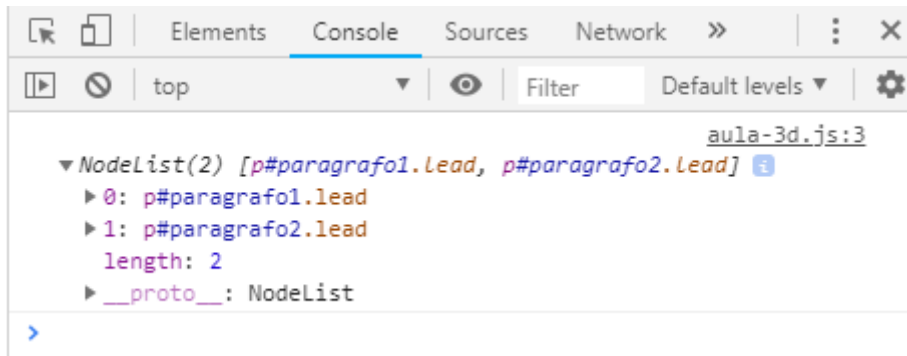 Elements Console Sources Network »
top ▼ Filter Default levels ▼
aula-3d.js:3
▼NodeList(2) [p#paragrafo1.lead, p#paragrafo2.lead] i
▶0: p#paragrafo1.lead
▶1: p#paragrafo2.lead
length: 2
▶__proto__: NodeList
>